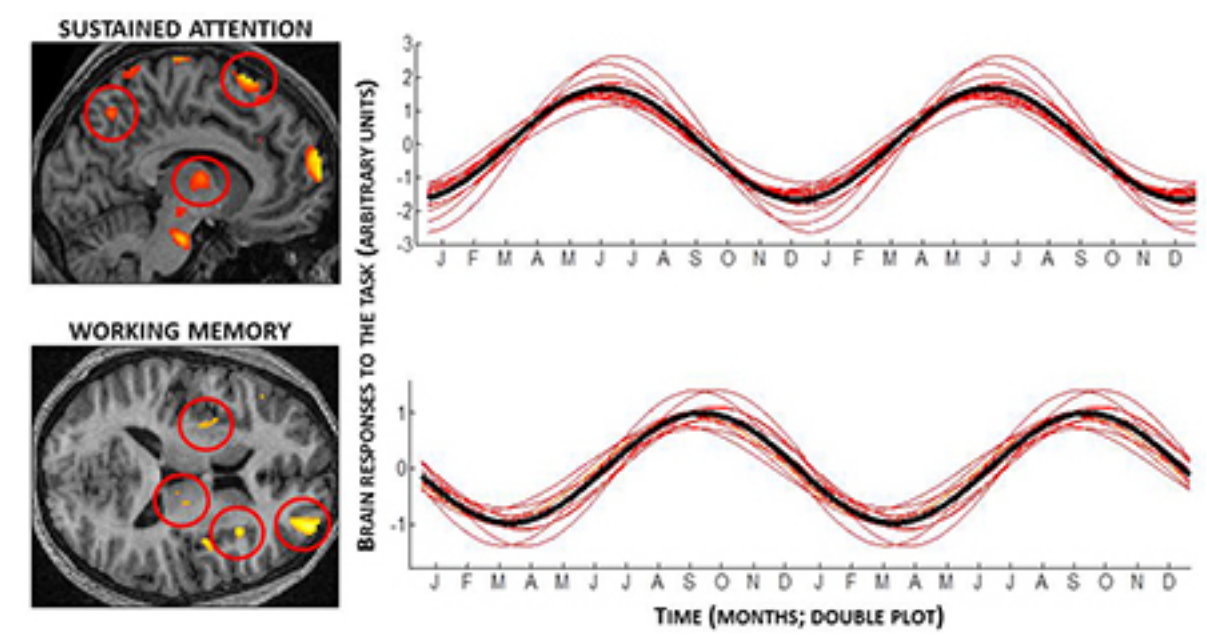 SUSTAINED ATTENTION
3
2
1
0
-1
-2
-3
J F M A M J J A S O N D J F M A M J J A S O N D
BRAIN RESPONSES TO THE TASK (ARBITRARY UNITS)
WORKING MEMORY
1
0
-1
J F M A M J J A S O N D J F M A M J J A S O N D
TIME (MONTHS; DOUBLE PLOT)